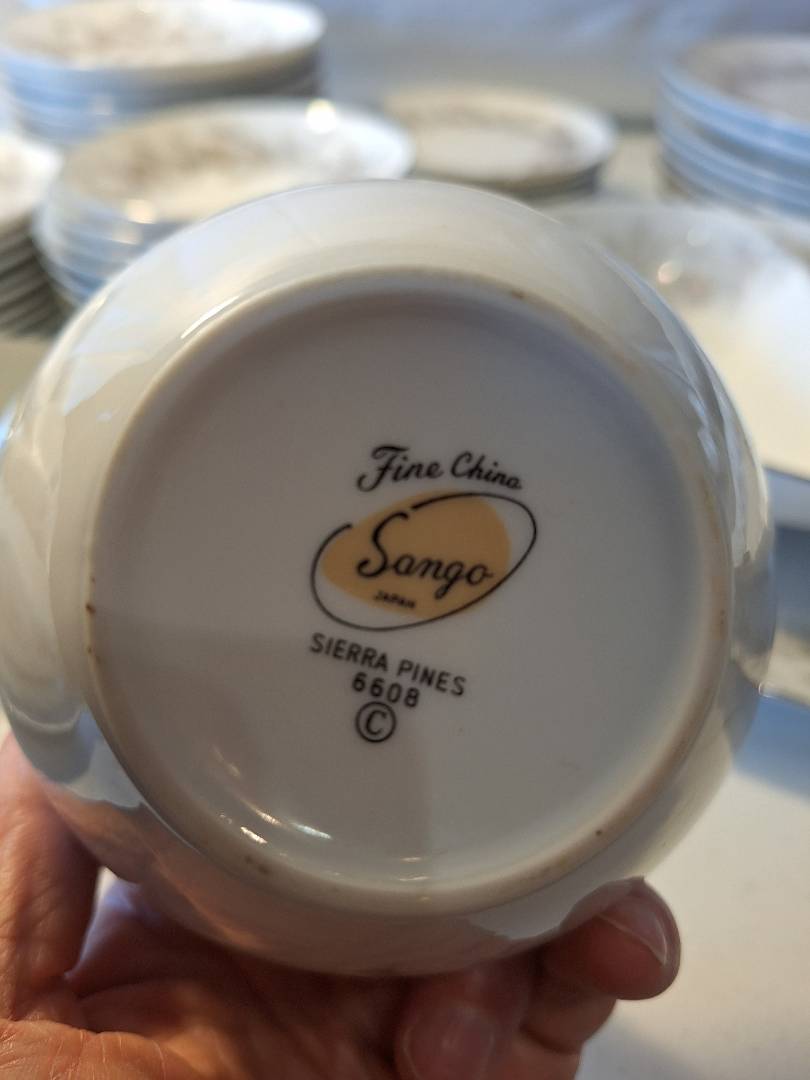 Fine China
Sango
JAPAN
SIERRA PINES
6608
©